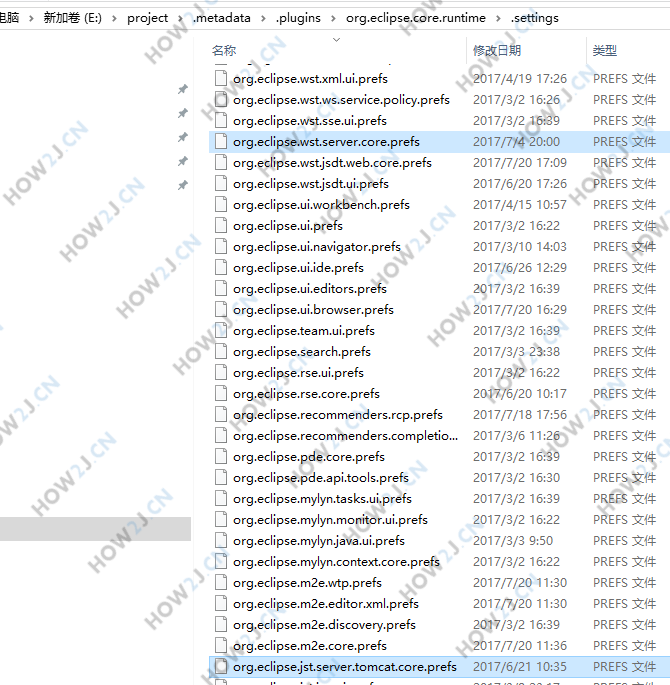 电脑 > 新加卷 (E:) > project > .metadata > .plugins > org.eclipse.core.runtime > .settings
名称 修改日期 类型
org.eclipse.wst.xml.ui.prefs 2017/4/19 17:26 PREFS 文件
org.eclipse.wst.ws.service.policy.prefs 2017/3/2 16:26 PREFS 文件
org.eclipse.wst.sse.ui.prefs 2017/3/2 16:39 PREFS 文件
org.eclipse.wst.server.core.prefs 2017/7/4 20:00 PREFS 文件
org.eclipse.wst.jsdt.web.core.prefs 2017/7/20 17:09 PREFS 文件
org.eclipse.wst.jsdt.ui.prefs 2017/6/20 17:26 PREFS 文件
org.eclipse.ui.workbench.prefs 2017/4/15 10:57 PREFS 文件
org.eclipse.ui.prefs 2017/3/2 16:22 PREFS 文件
org.eclipse.ui.navigator.prefs 2017/3/10 14:03 PREFS 文件
org.eclipse.ui.ide.prefs 2017/6/26 12:29 PREFS 文件
org.eclipse.ui.editors.prefs 2017/3/2 16:39 PREFS 文件
org.eclipse.ui.browser.prefs 2017/7/20 16:29 PREFS 文件
org.eclipse.team.ui.prefs 2017/3/2 16:39 PREFS 文件
org.eclipse.search.prefs 2017/3/3 23:38 PREFS 文件
org.eclipse.rse.ui.prefs 2017/3/2 16:22 PREFS 文件
org.eclipse.rse.core.prefs 2017/6/20 10:17 PREFS 文件
org.eclipse.recommenders.rcp.prefs 2017/7/18 17:56 PREFS 文件
org.eclipse.recommenders.completio... 2017/3/6 11:26 PREFS 文件
org.eclipse.pde.core.prefs 2017/3/2 16:39 PREFS 文件
org.eclipse.pde.api.tools.prefs 2017/3/2 16:30 PREFS 文件
org.eclipse.mylyn.tasks.ui.prefs 2017/3/2 16:39 PREFS 文件
org.eclipse.mylyn.monitor.ui.prefs 2017/3/2 16:22 PREFS 文件
org.eclipse.mylyn.java.ui.prefs 2017/3/3 9:50 PREFS 文件
org.eclipse.mylyn.context.core.prefs 2017/3/2 16:22 PREFS 文件
org.eclipse.m2e.wtp.prefs 2017/7/20 11:30 PREFS 文件
org.eclipse.m2e.editor.xml.prefs 2017/7/20 11:30 PREFS 文件
org.eclipse.m2e.discovery.prefs 2017/3/2 16:39 PREFS 文件
org.eclipse.m2e.core.prefs 2017/7/20 11:36 PREFS 文件
org.eclipse.jst.server.tomcat.core.prefs 2017/6/21 10:35 PREFS 文件
HOW2J.CN